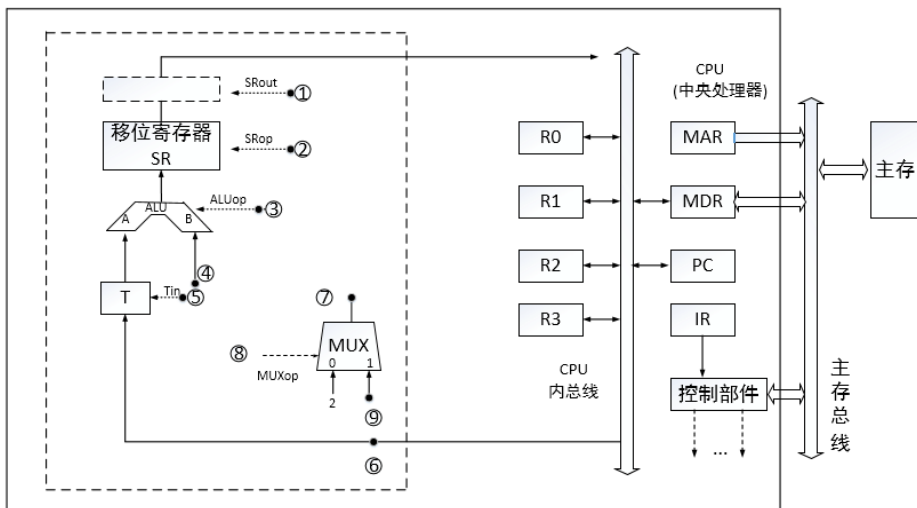 SRout
①
移位寄存器
SR
SRop
②
ALU
A
B
ALUop
③
④
T
Tin
⑤
⑦
MUX
0
1
⑧
MUXop
2
⑨
⑥
R0
R1
R2
R3
CPU
内总线
CPU
(中央处理器)
MAR
MDR
PC
IR
控制部件
...
主存总线
主存